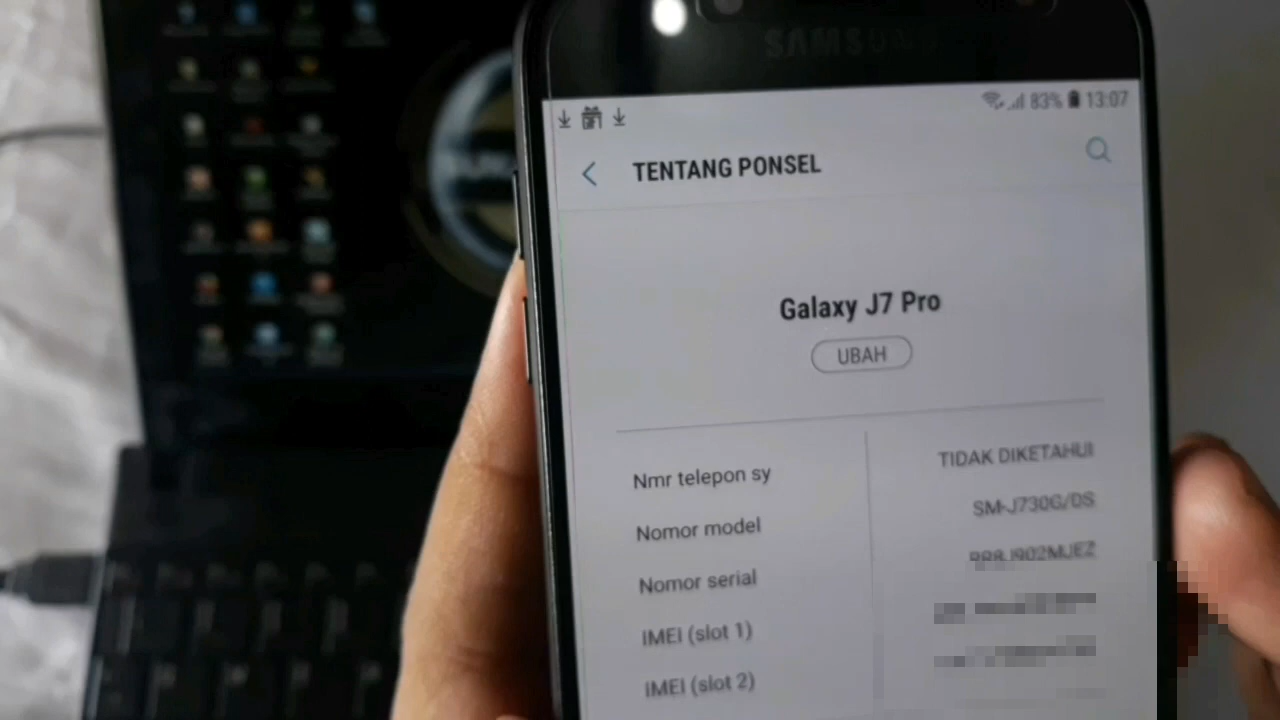 SAMSUNG
83% 13:07
TENTANG PONSEL
Galaxy J7 Pro
UBAH
Nmr telepon sy TIDAK DIKETAHUI
Nomor model SM-J730G/DS
Nomor serial
IMEI (slot 1)
IMEI (slot 2)